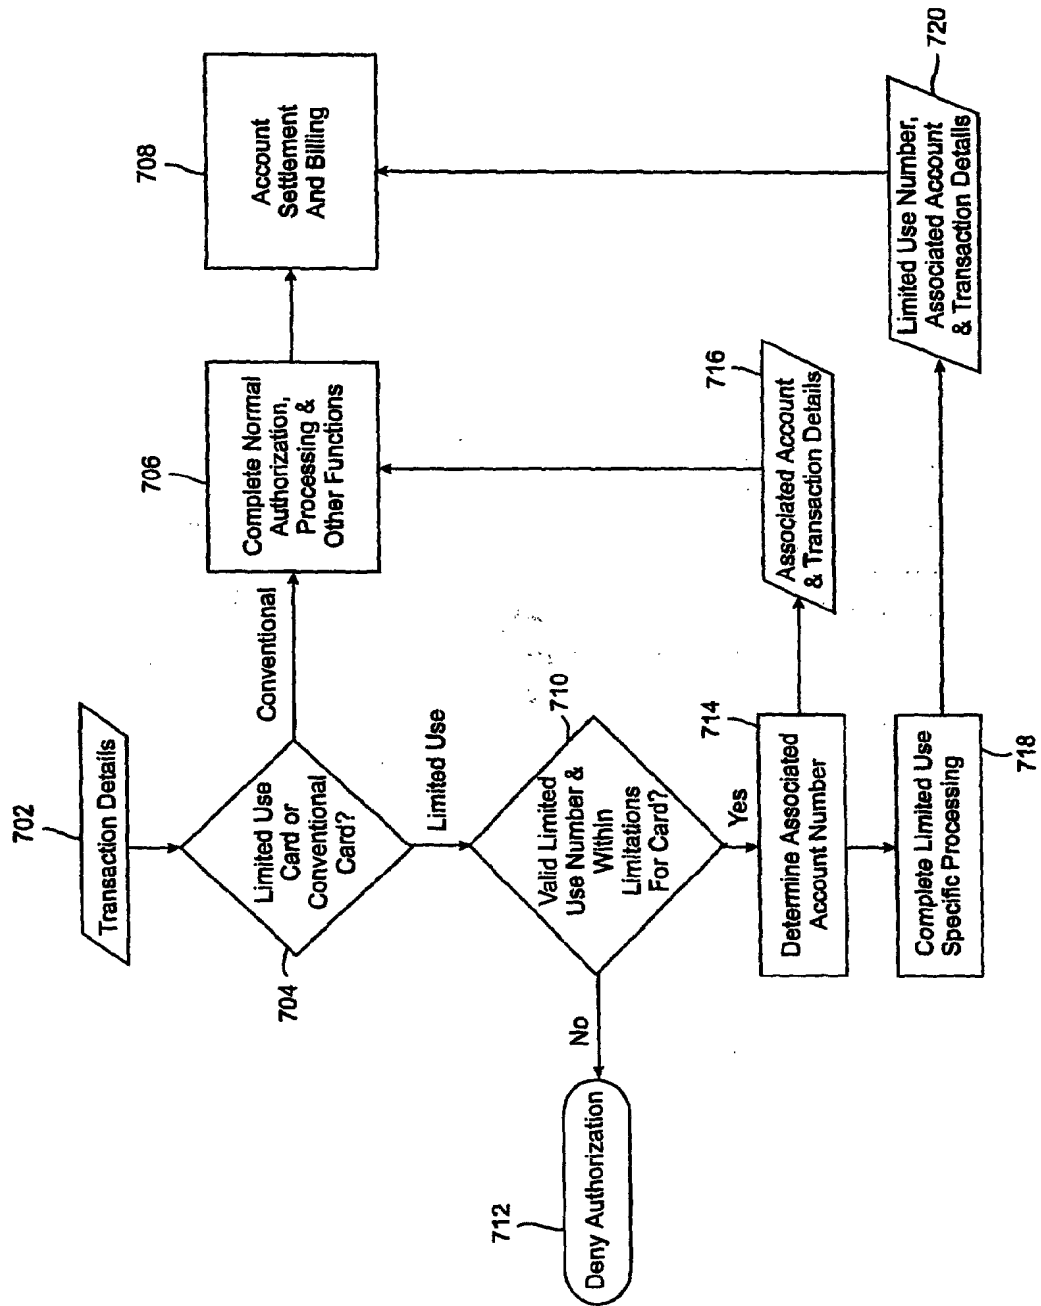 702
Transaction Details
704
Limited Use
Card or
Conventional
Card?
Conventional
706
Complete Normal
Authorization,
Processing &
Other Functions
708
Account
Settlement
And Billing
Limited Use
710
Valid Limited
Use Number &
Within
Limitations
For Card?
No
712
Deny Authorization
Yes
714
Determine Associated
Account Number
716
Associated Account
& Transaction Details
718
Complete Limited Use
Specific Processing
720
Limited Use Number,
Associated Account
& Transaction Details